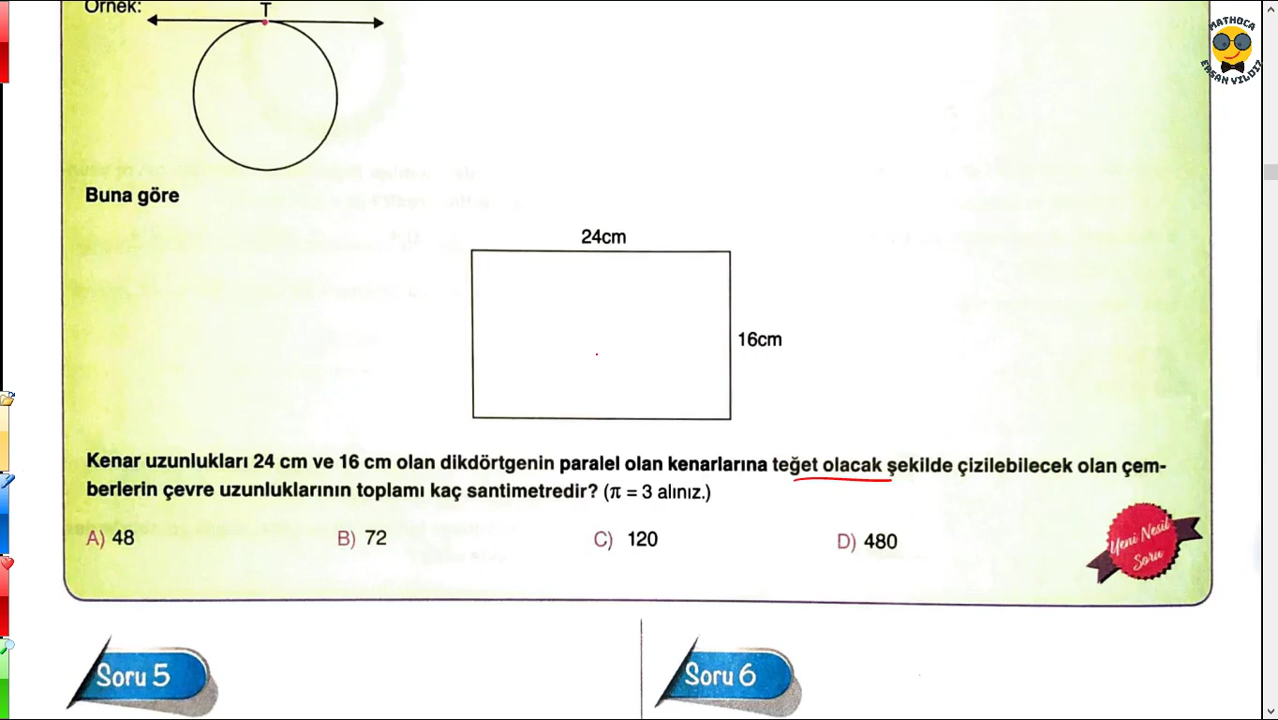 Örnek:
T
MATHOCA
ERSAN YILDIZ
Buna göre
24cm
16cm
Kenar uzunlukları 24 cm ve 16 cm olan dikdörtgenin paralel olan kenarlarına teğet olacak şekilde çizilebilecek olan çem-
berlerin çevre uzunluklarının toplamı kaç santimetredir? (π = 3 alınız.)
A) 48
B) 72
C) 120
D) 480
Yeni Nesil
Soru
Soru 5
Soru 6